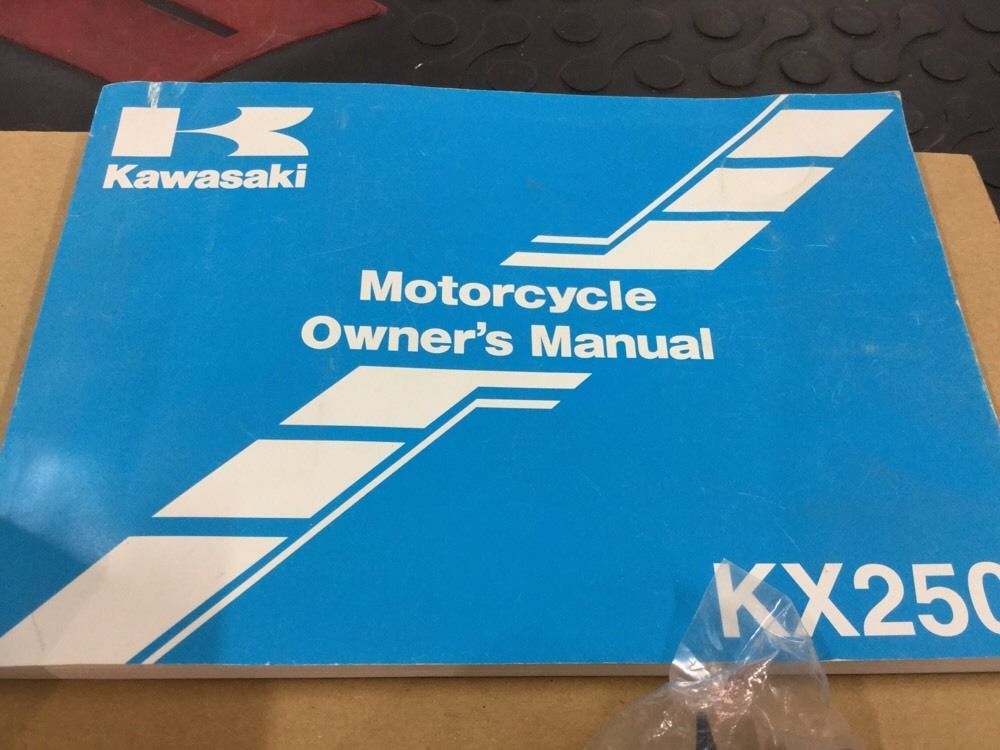 Kawasaki
Motorcycle
Owner's Manual
KX250